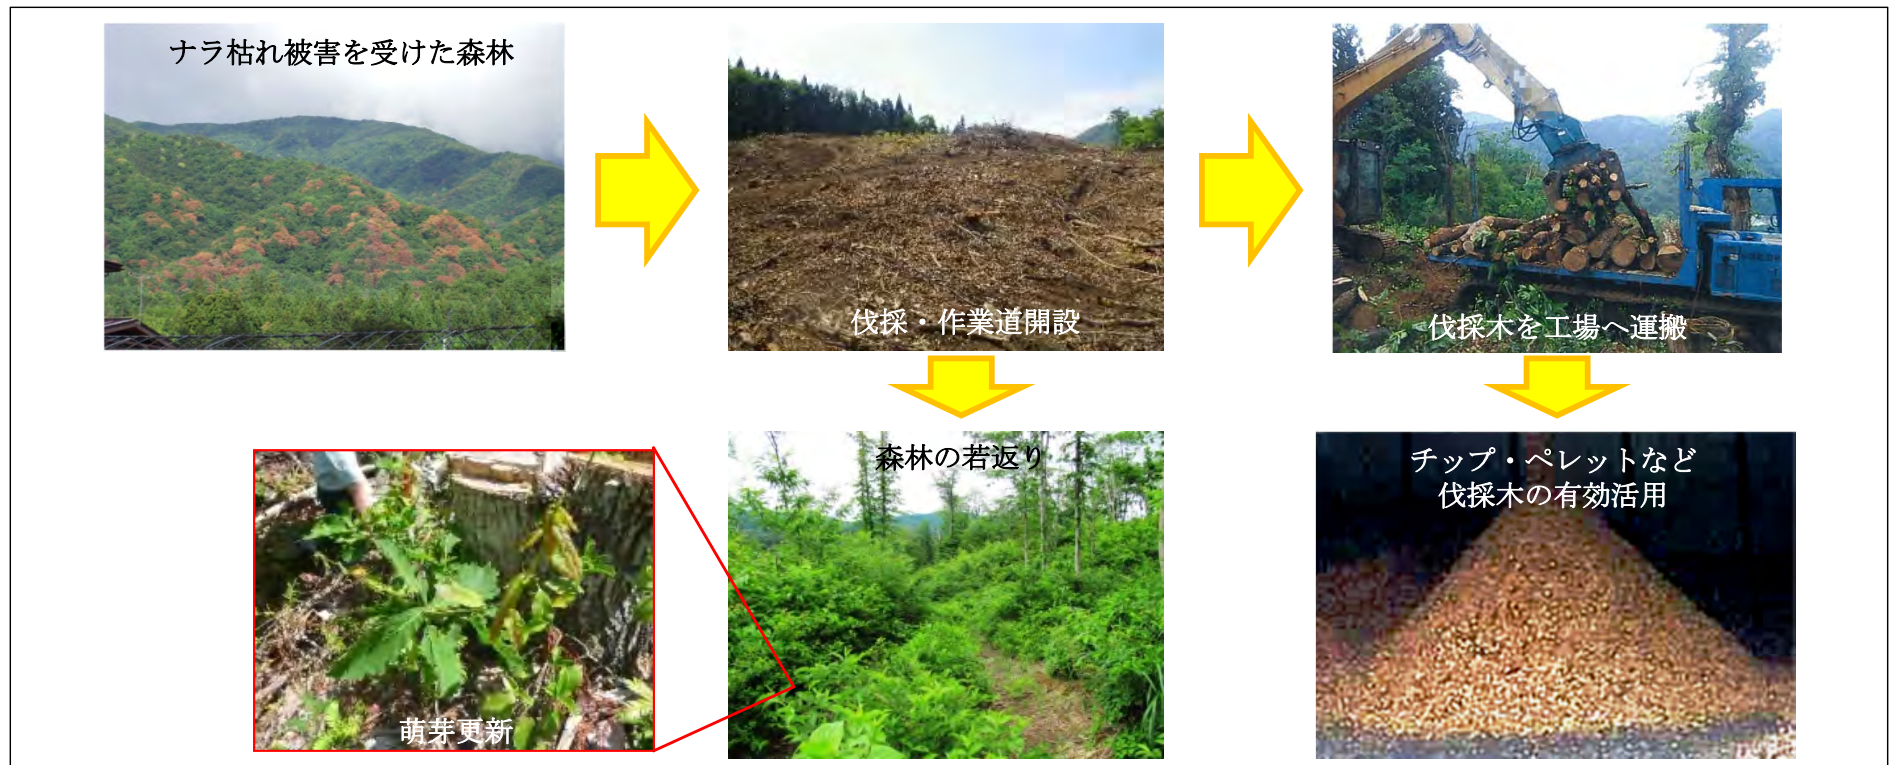 ナラ枯れ被害を受けた森林
伐採・作業道開設
伐採木を工場へ運搬
萌芽更新
森林の若返り
チップ・ペレットなど
伐採木の有効活用